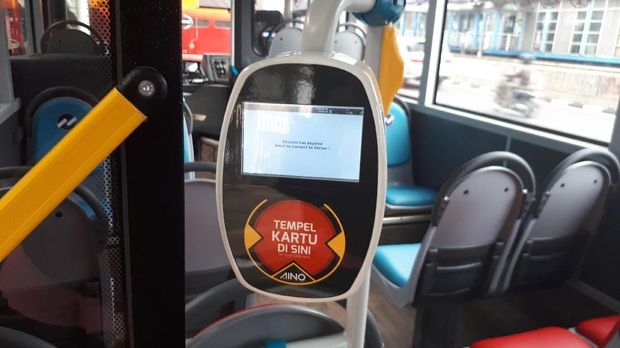 Session has expired
Need to connect to Server !
TEMPEL
KARTU
DI SINI
AINO